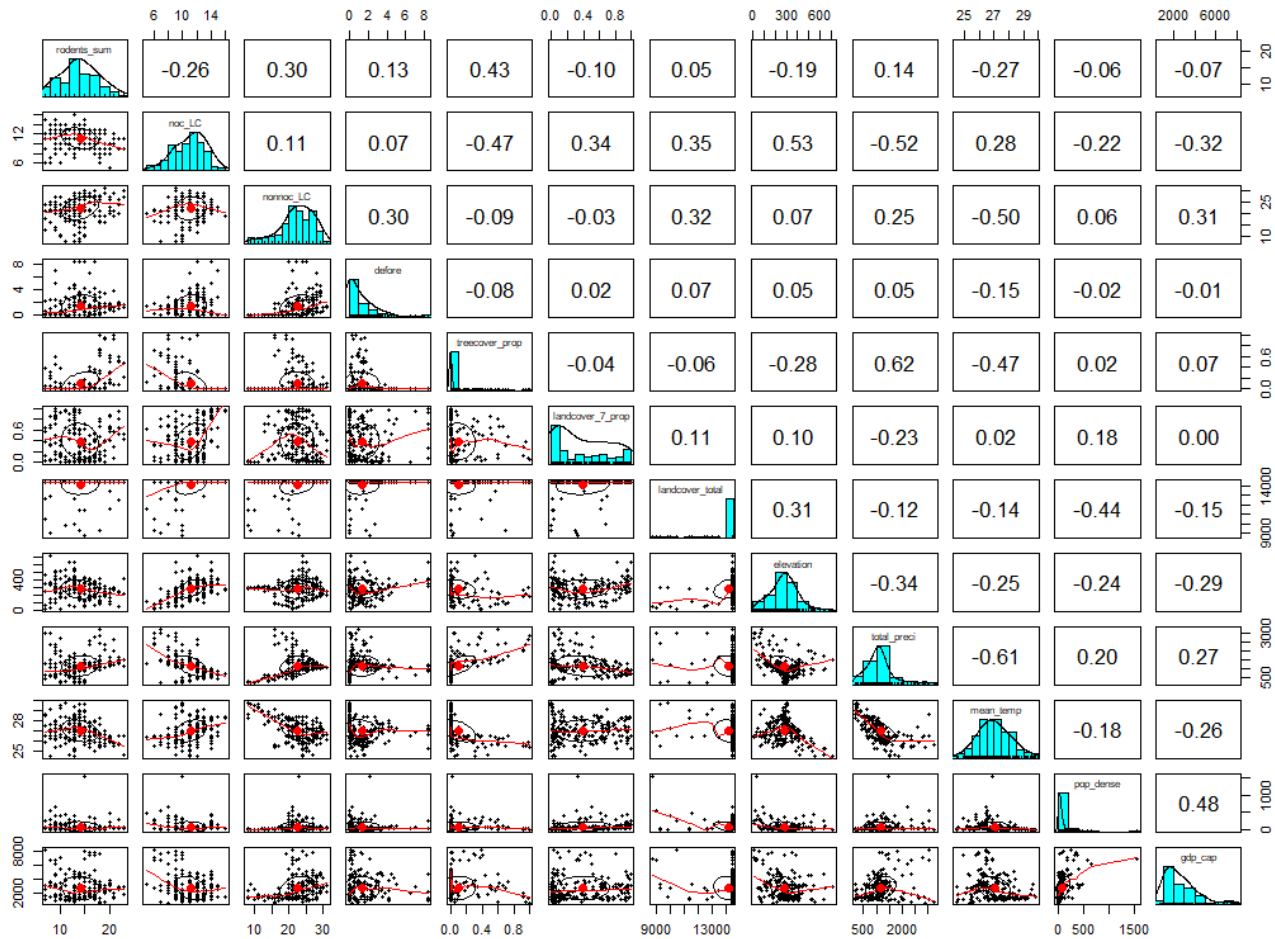 6 10 14 0 2 4 6 8 0.0 0.4 0.8 0 300 600 25 27 29 2000 6000
rodents_sum -0.26 0.30 0.13 0.43 -0.10 0.05 -0.19 0.14 -0.27 -0.06 -0.07 10 20
6 12 noc_LC 0.11 0.07 -0.47 0.34 0.35 0.53 -0.52 0.28 -0.22 -0.32
nonnoc_LC 0.30 -0.09 -0.03 0.32 0.07 0.25 -0.50 0.06 0.31 10 25
0 4 8 defore -0.08 0.02 0.07 0.05 0.05 -0.15 -0.02 -0.01
treecover_prop -0.04 -0.06 -0.28 0.62 -0.47 0.02 0.07 0.0 0.6
0.0 0.6 landcover_7_prop 0.11 0.10 -0.23 0.02 0.18 0.00
landcover_total 0.31 -0.12 -0.14 -0.44 -0.15 9000 14000
0 400 elevation -0.34 -0.25 -0.24 -0.29
total_preci -0.61 0.20 0.27 500 3000
25 28 mean_temp -0.18 -0.26
pop_dense 0.48 0 1000
2000 8000 gdp_cap
10 20 10 20 30 0.0 0.4 0.8 9000 13000 500 2000 0 500 1500